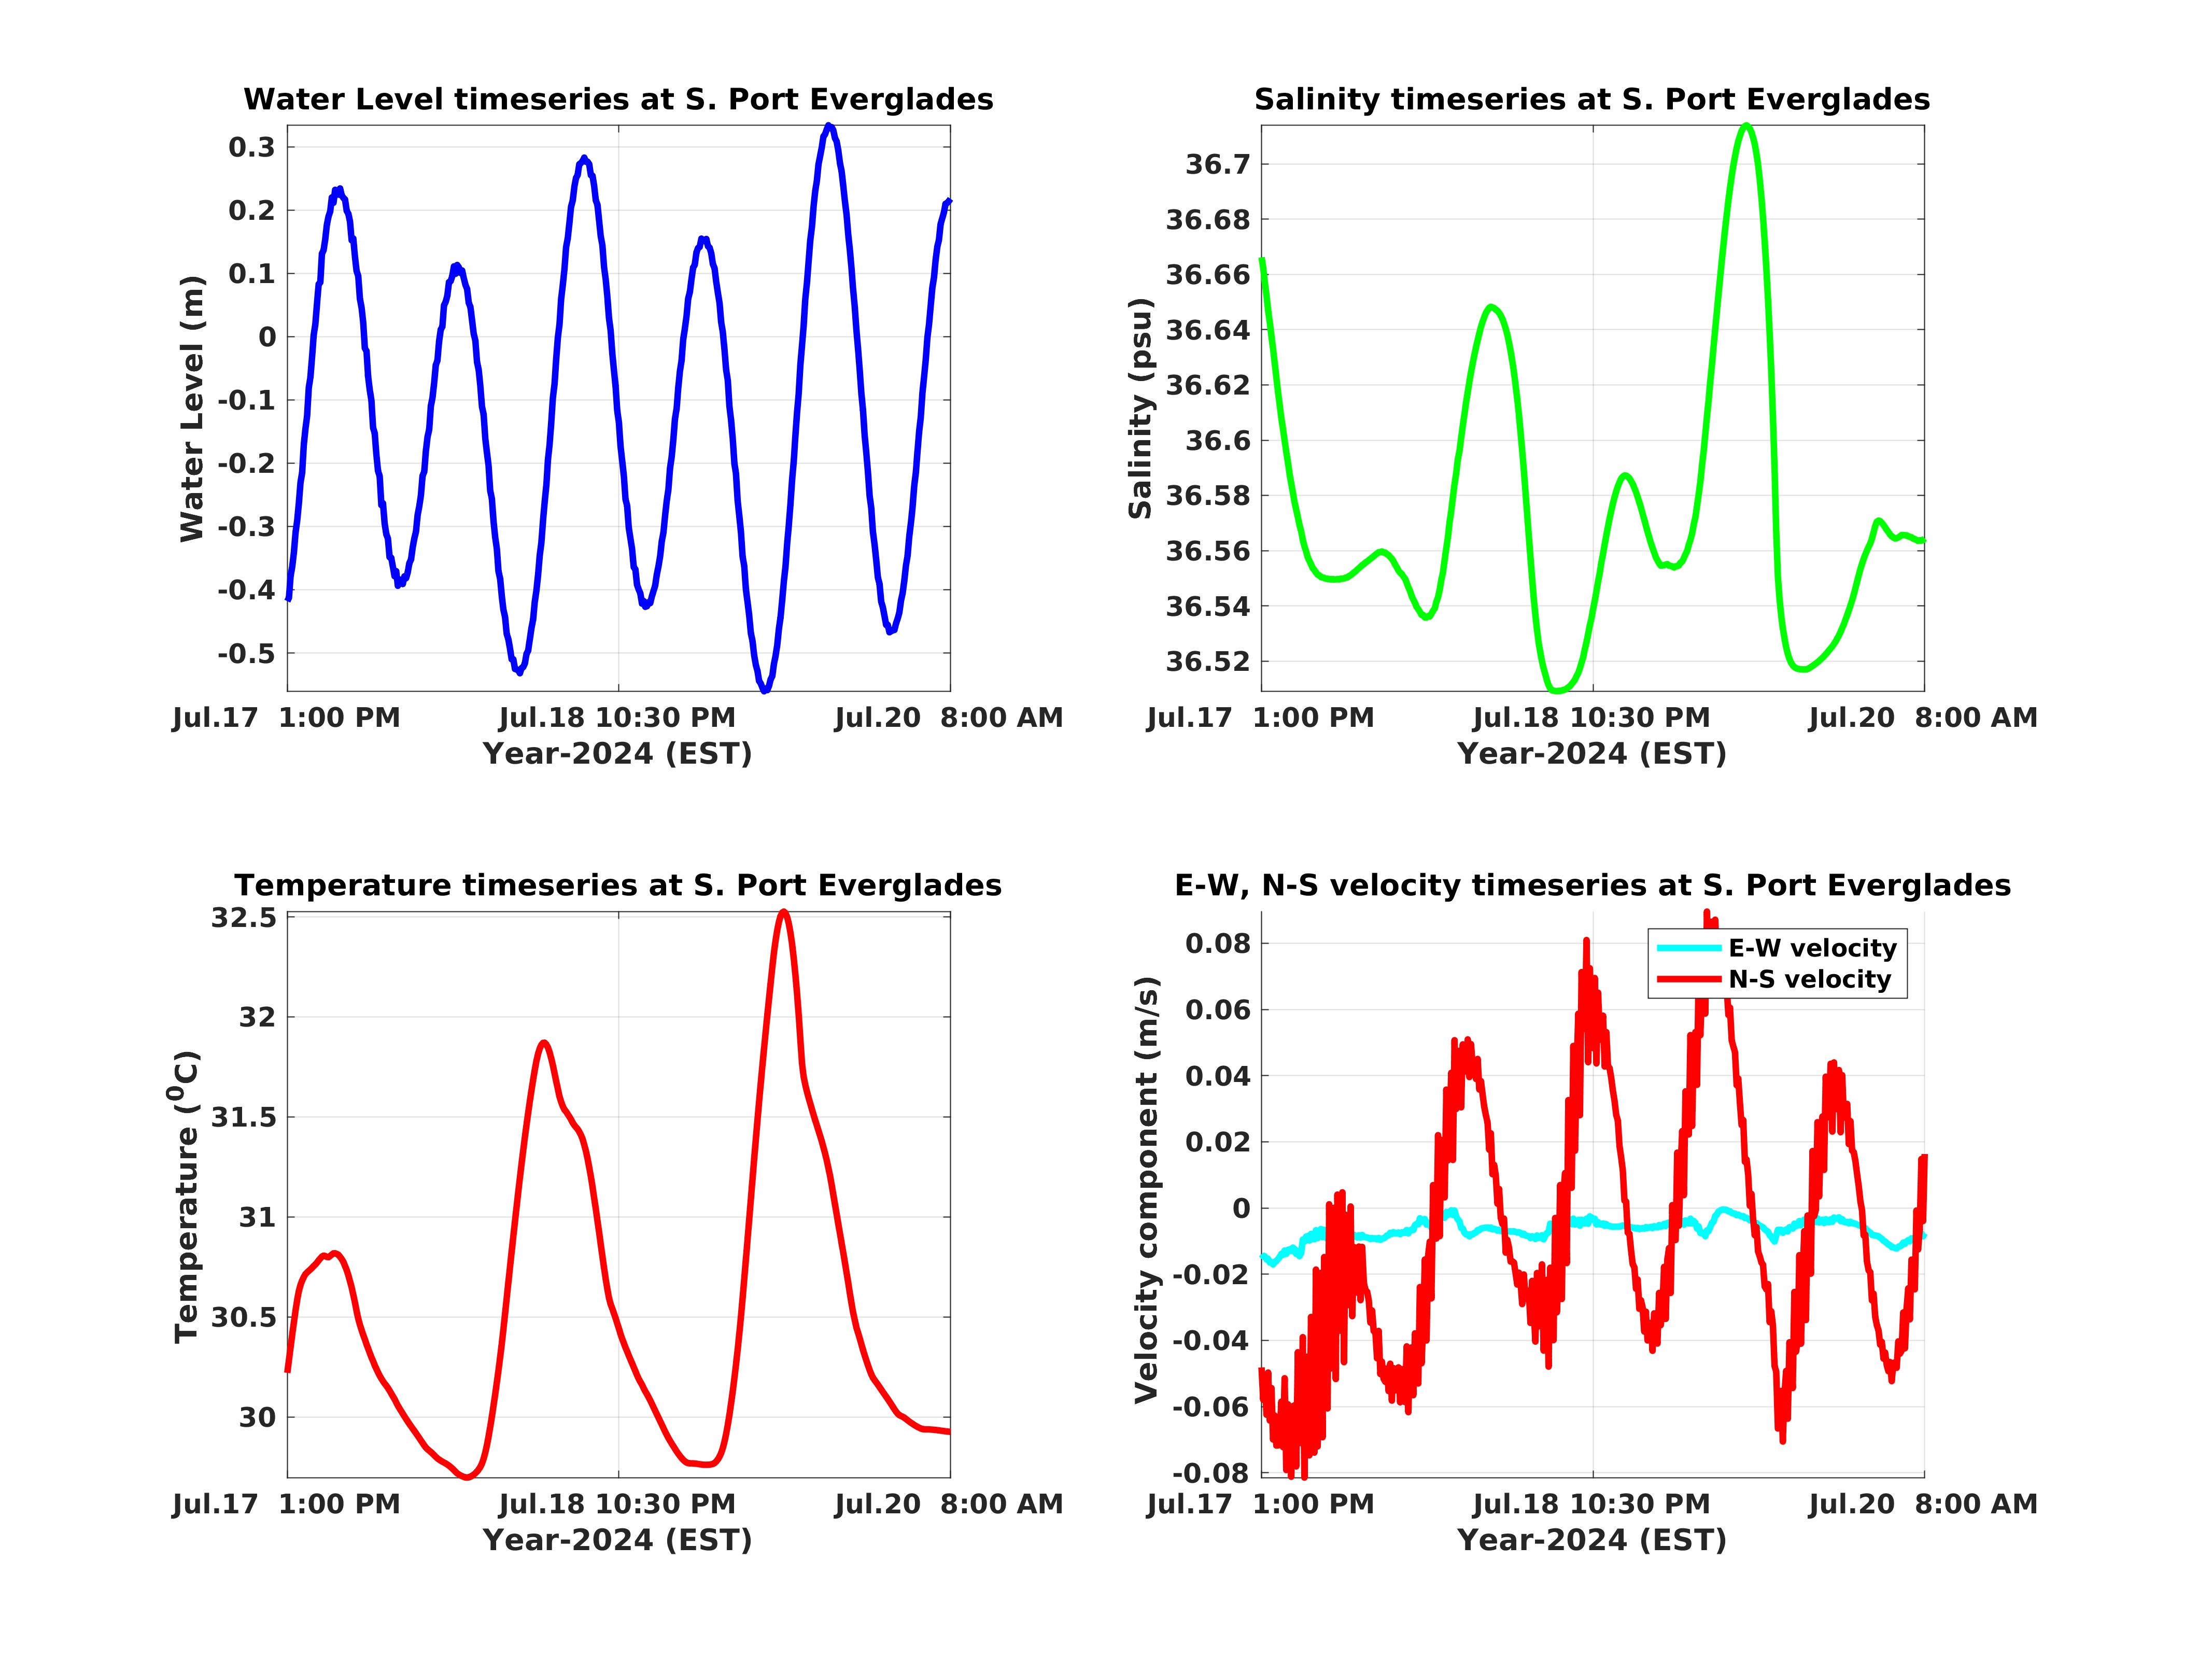 Water Level timeseries at S. Port Everglades
Water Level (m)
0.3
0.2
0.1
0
-0.1
-0.2
-0.3
-0.4
-0.5
Jul.17 1:00 PM
Jul.18 10:30 PM
Jul.20 8:00 AM
Year-2024 (EST)
Salinity timeseries at S. Port Everglades
Salinity (psu)
36.7
36.68
36.66
36.64
36.62
36.6
36.58
36.56
36.54
36.52
Jul.17 1:00 PM
Jul.18 10:30 PM
Jul.20 8:00 AM
Year-2024 (EST)
Temperature timeseries at S. Port Everglades
Temperature (⁰C)
32.5
32
31.5
31
30.5
30
Jul.17 1:00 PM
Jul.18 10:30 PM
Jul.20 8:00 AM
Year-2024 (EST)
E-W, N-S velocity timeseries at S. Port Everglades
Velocity component (m/s)
0.08
0.06
0.04
0.02
0
-0.02
-0.04
-0.06
-0.08
E-W velocity
N-S velocity
Jul.17 1:00 PM
Jul.18 10:30 PM
Jul.20 8:00 AM
Year-2024 (EST)